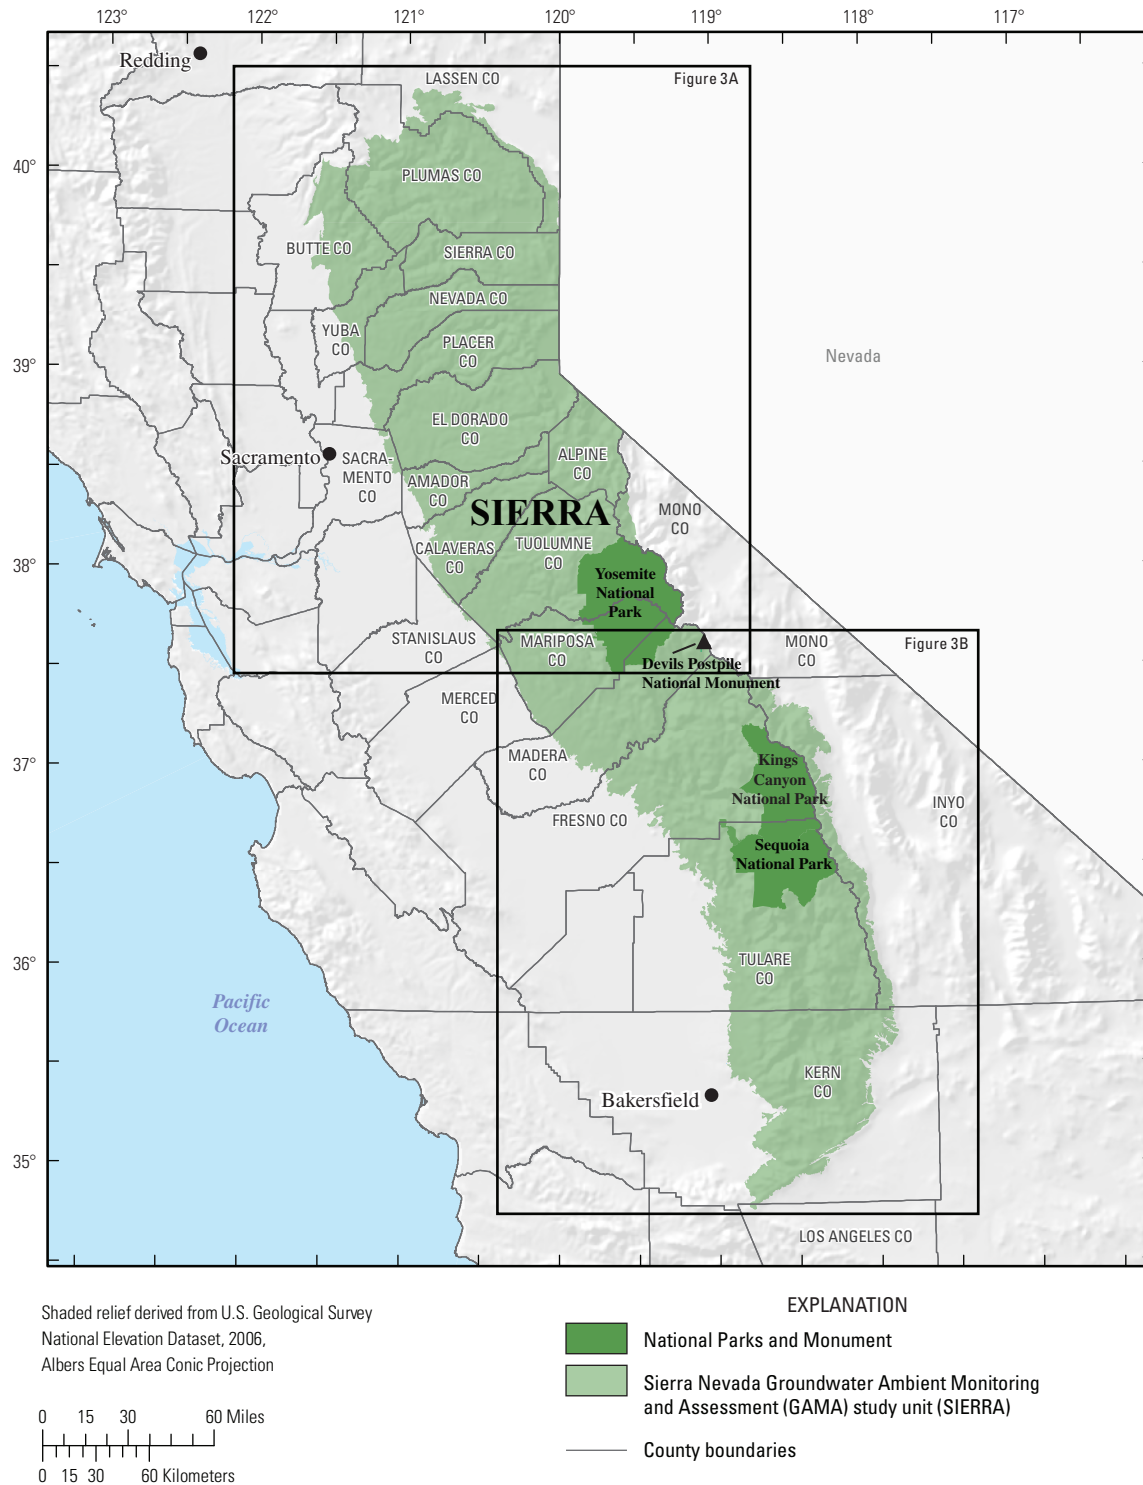 123° 122° 121° 120° 119° 118° 117°
40°
39°
38°
37°
36°
35°
Redding
LASSEN CO
Figure 3A
PLUMAS CO
BUTTE CO
SIERRA CO
NEVADA CO
YUBA
CO
PLACER
CO
Nevada
EL DORADO
CO
Sacramento
SACRA-
MENTO
CO
ALPINE
CO
AMADOR
CO
SIERRA
MONO
CO
CALAVERAS
CO
TUOLUMNE
CO
Yosemite
National
Park
STANISLAUS
CO
MARIPOSA
CO
MONO
CO
Figure 3B
Devils Postpile
National Monument
MERCED
CO
MADERA
CO
Kings
Canyon
National Park
INYO
CO
FRESNO CO
Sequoia
National Park
TULARE
CO
Pacific
Ocean
KERN
CO
Bakersfield
LOS ANGELES CO
Shaded relief derived from U.S. Geological Survey
National Elevation Dataset, 2006,
Albers Equal Area Conic Projection
0 15 30 60 Miles
0 15 30 60 Kilometers
EXPLANATION
National Parks and Monument
Sierra Nevada Groundwater Ambient Monitoring
and Assessment (GAMA) study unit (SIERRA)
County boundaries